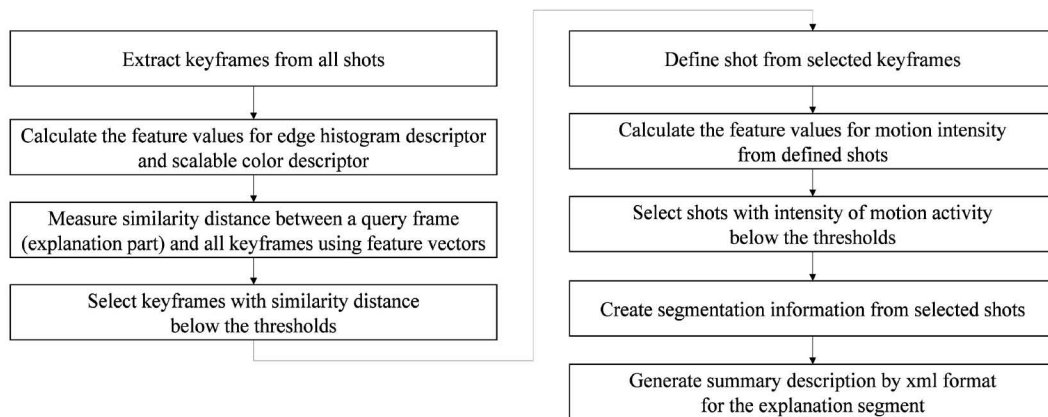 Extract keyframes from all shots
Calculate the feature values for edge histogram descriptor
and scalable color descriptor
Measure similarity distance between a query frame
(explanation part) and all keyframes using feature vectors
Select keyframes with similarity distance
below the thresholds
Define shot from selected keyframes
Calculate the feature values for motion intensity
from defined shots
Select shots with intensity of motion activity
below the thresholds
Create segmentation information from selected shots
Generate summary description by xml format
for the explanation segment